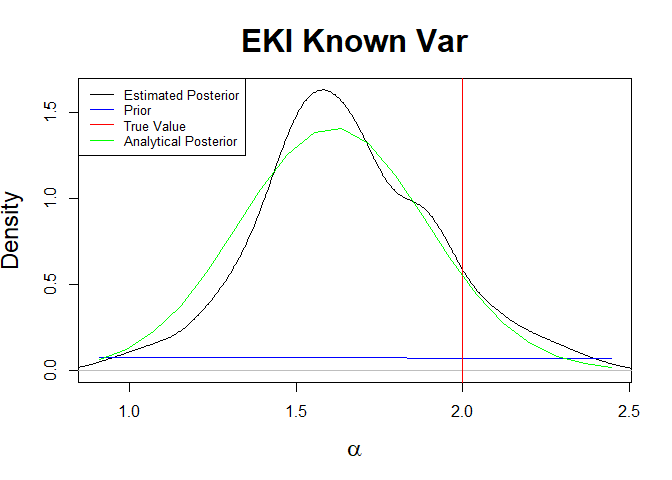 EKI Known Var
Estimated Posterior
Prior
True Value
Analytical Posterior
Density
0.0
0.5
1.0
1.5
1.0
1.5
2.0
2.5
α